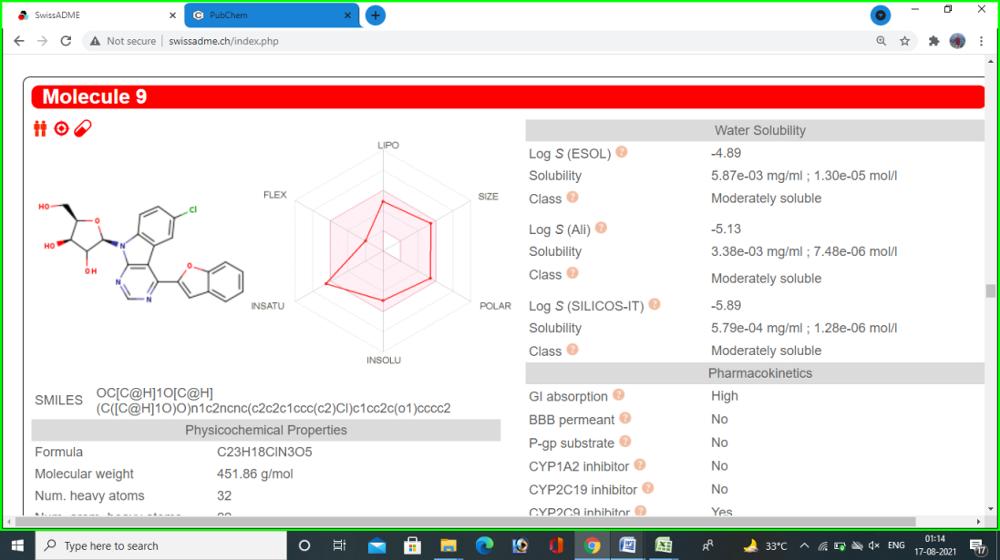 SwissADME
PubChem
Not secure | swissadme.ch/index.php
Molecule 9
HO
HO
OH
O
N
N
N
O
Cl
LIPO
SIZE
POLAR
INSOLU
INSATU
FLEX
SMILES OC[C@H]1O[C@H]
(C([C@H]1O)O)n1c2ncnc(c2c2c1ccc(c2)Cl)c1cc2c(o1)cccc2
Physicochemical Properties
Formula C23H18ClN3O5
Molecular weight 451.86 g/mol
Num. heavy atoms 32
Water Solubility
Log S (ESOL) ? -4.89
Solubility 5.87e-03 mg/ml ; 1.30e-05 mol/l
Class ? Moderately soluble
Log S (Ali) ? -5.13
Solubility 3.38e-03 mg/ml ; 7.48e-06 mol/l
Class ? Moderately soluble
Log S (SILICOS-IT) ? -5.89
Solubility 5.79e-04 mg/ml ; 1.28e-06 mol/l
Class ? Moderately soluble
Pharmacokinetics
GI absorption ? High
BBB permeant ? No
P-gp substrate ? No
CYP1A2 inhibitor ? No
CYP2C19 inhibitor ? No
CYP2C9 inhibitor ? Yes
Type here to search
33°C
ENG
01:14
17-08-2021
17